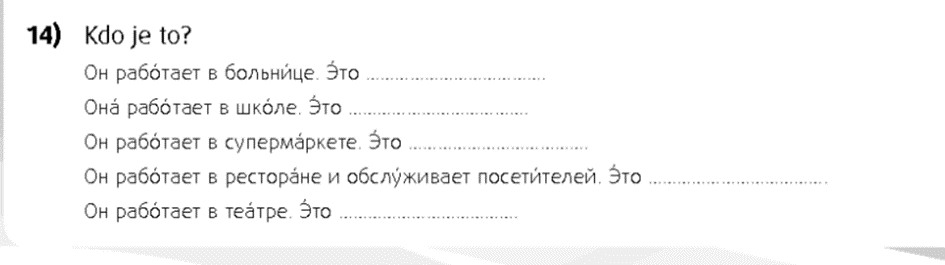 14) Kdo je to?
Он рабо́тает в больни́це. Э́то ........................................
Она́ рабо́тает в шко́ле. Э́то ........................................
Он рабо́тает в суперма́ркете. Э́то ........................................
Он рабо́тает в рестора́не и обслу́живает посети́телей. Э́то ........................................
Он рабо́тает в теа́тре. Э́то ........................................